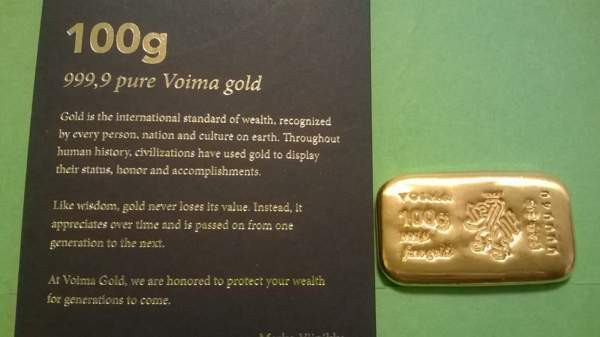 100g
999,9 pure Voima gold
Gold is the international standard of wealth, recognized
by every person, nation and culture on earth. Throughout
human history, civilizations have used gold to display
their status, honor and accomplishments.
Like wisdom, gold never loses its value. Instead, it
appreciates over time and is passed on from one
generation to the next.
At Voima Gold, we are honored to protect your wealth
for generations to come.
VOIMA
100g
fine gold